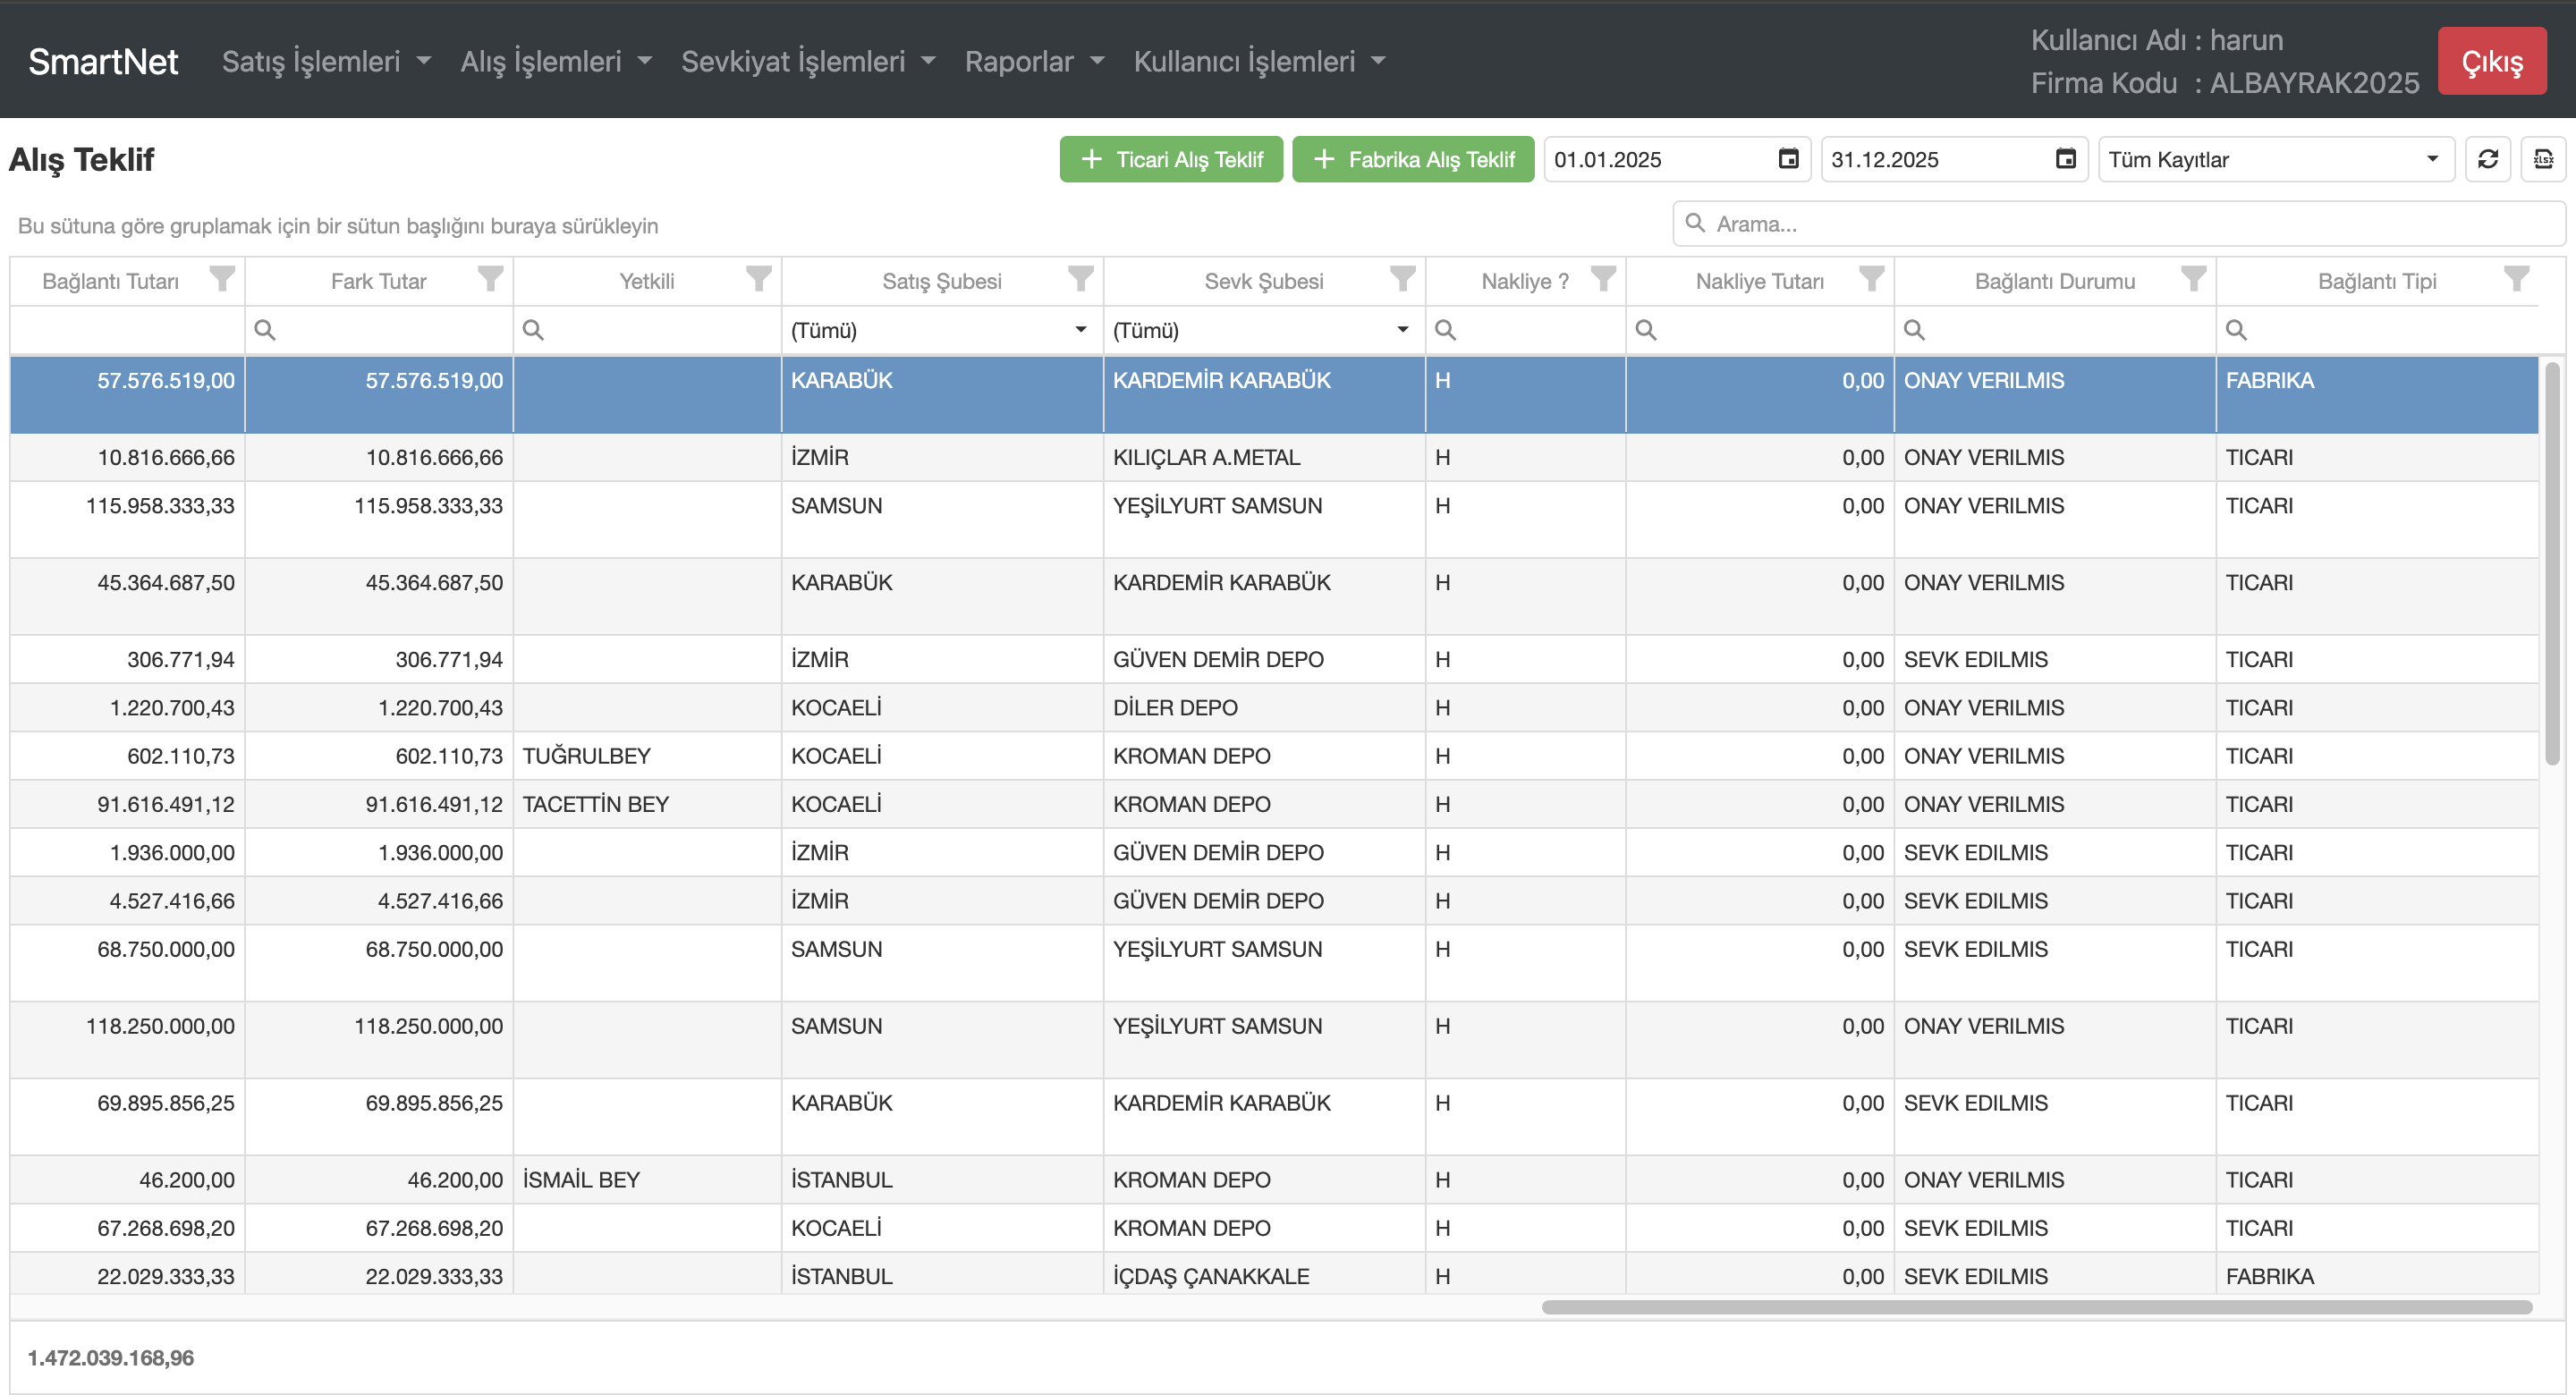 SmartNet Satış İşlemleri Alış İşlemleri Sevkiyat İşlemleri Raporlar Kullanıcı İşlemleri
Kullanıcı Adı : harun
Firma Kodu : ALBAYRAK2025
Çıkış
Alış Teklif
+ Ticari Alış Teklif + Fabrika Alış Teklif 01.01.2025 31.12.2025 Tüm Kayıtlar XLSX
Bu sütuna göre gruplamak için bir sütun başlığını buraya sürükleyin
Arama...
Bağlantı Tutarı Fark Tutar Yetkili Satış Şubesi Sevk Şubesi Nakliye ? Nakliye Tutarı Bağlantı Durumu Bağlantı Tipi
(Tümü) (Tümü)
57.576.519,00 57.576.519,00 KARABÜK KARDEMİR KARABÜK H 0,00 ONAY VERILMIS FABRIKA
10.816.666,66 10.816.666,66 İZMİR KILIÇLAR A.METAL H 0,00 ONAY VERILMIS TICARI
115.958.333,33 115.958.333,33 SAMSUN YEŞİLYURT SAMSUN H 0,00 ONAY VERILMIS TICARI
45.364.687,50 45.364.687,50 KARABÜK KARDEMİR KARABÜK H 0,00 ONAY VERILMIS TICARI
306.771,94 306.771,94 İZMİR GÜVEN DEMİR DEPO H 0,00 SEVK EDILMIS TICARI
1.220.700,43 1.220.700,43 KOCAELİ DİLER DEPO H 0,00 ONAY VERILMIS TICARI
602.110,73 602.110,73 TUĞRULBEY KOCAELİ KROMAN DEPO H 0,00 ONAY VERILMIS TICARI
91.616.491,12 91.616.491,12 TACETTİN BEY KOCAELİ KROMAN DEPO H 0,00 ONAY VERILMIS TICARI
1.936.000,00 1.936.000,00 İZMİR GÜVEN DEMİR DEPO H 0,00 SEVK EDILMIS TICARI
4.527.416,66 4.527.416,66 İZMİR GÜVEN DEMİR DEPO H 0,00 SEVK EDILMIS TICARI
68.750.000,00 68.750.000,00 SAMSUN YEŞİLYURT SAMSUN H 0,00 SEVK EDILMIS TICARI
118.250.000,00 118.250.000,00 SAMSUN YEŞİLYURT SAMSUN H 0,00 ONAY VERILMIS TICARI
69.895.856,25 69.895.856,25 KARABÜK KARDEMİR KARABÜK H 0,00 SEVK EDILMIS TICARI
46.200,00 46.200,00 İSMAİL BEY İSTANBUL KROMAN DEPO H 0,00 ONAY VERILMIS TICARI
67.268.698,20 67.268.698,20 KOCAELİ KROMAN DEPO H 0,00 SEVK EDILMIS TICARI
22.029.333,33 22.029.333,33 İSTANBUL İÇDAŞ ÇANAKKALE H 0,00 SEVK EDILMIS FABRIKA
1.472.039.168,96